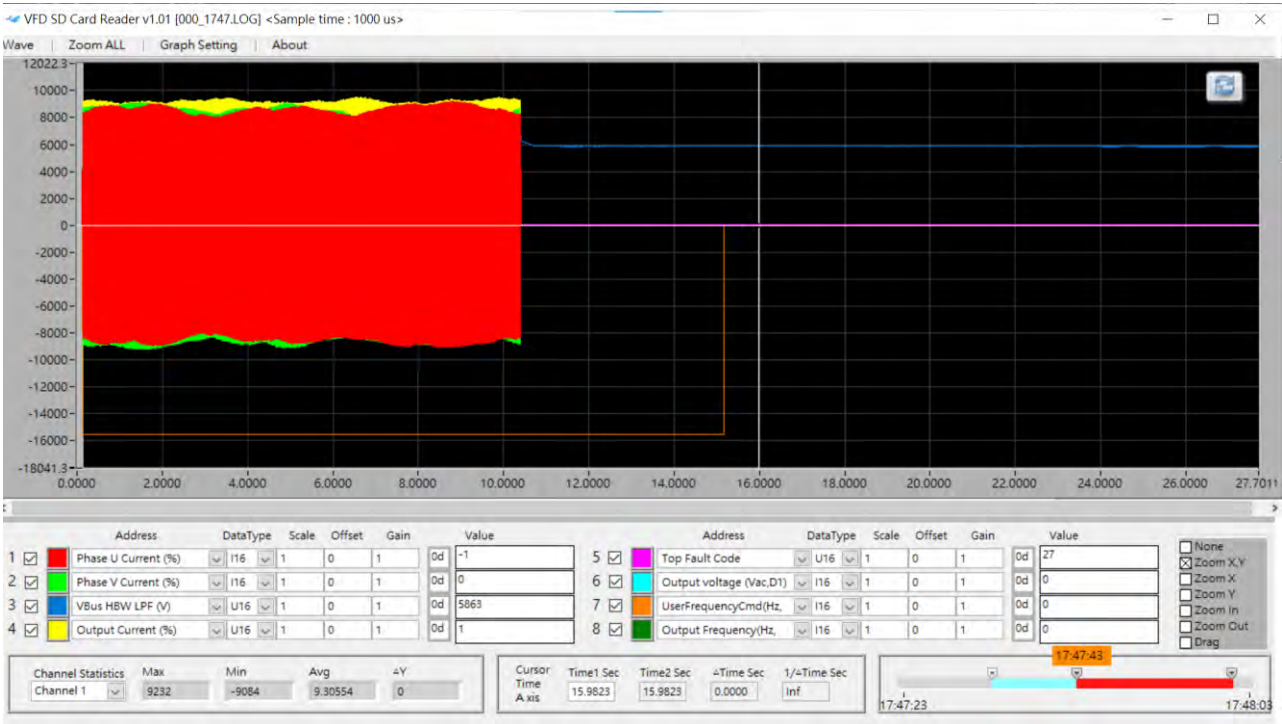 VFD SD Card Reader v1.01 [000_1747.LOG] <Sample time : 1000 us>
Wave | Zoom ALL | Graph Setting | About
12022.3
10000
8000
6000
4000
2000
0
-2000
-4000
-6000
-8000
-10000
-12000
-14000
-16000
-18041.3
0.0000 2.0000 4.0000 6.0000 8.0000 10.0000 12.0000 14.0000 16.0000 18.0000 20.0000 22.0000 24.0000 26.0000 27.7011
Address DataType Scale Offset Gain Value Address DataType Scale Offset Gain Value
1 Phase U Current (%) I16 1 0 1 0d -1 5 Top Fault Code U16 1 0 1 0d 27
2 Phase V Current (%) I16 1 0 1 0d 0 6 Output voltage (Vac,D1) I16 1 0 1 0d 0
3 VBus HBW LPF (V) U16 1 0 1 0d 5863 7 UserFrequencyCmd(Hz, I16 1 0 1 0d 0
4 Output Current (%) U16 1 0 1 0d 1 8 Output Frequency(Hz, I16 1 0 1 0d 0
None
Zoom X,Y
Zoom X
Zoom Y
Zoom In
Zoom Out
Drag
Channel Statistics Max Min Avg -Y
Channel 1 9232 -9084 9.30554 0
Cursor Time Axis Time1 Sec Time2 Sec -Time Sec 1/-Time Sec
15.9823 15.9823 0.0000 Inf
17:47:43
17:47:23 17:48:03